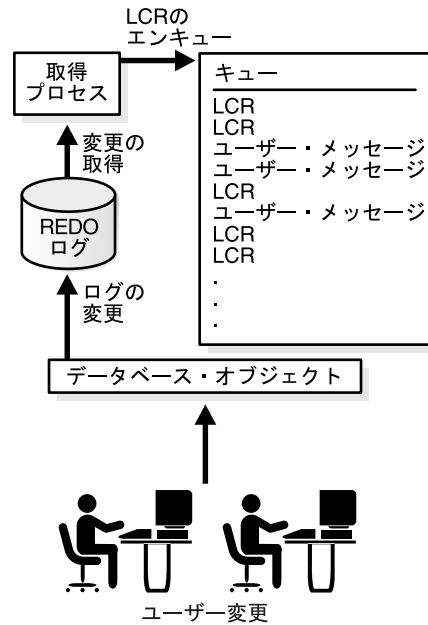 LCRの
エンキュー
取得
プロセス
キュー
LCR
LCR
ユーザー・メッセージ
ユーザー・メッセージ
LCR
ユーザー・メッセージ
LCR
LCR
.
.
.
変更の
取得
REDO
ログ
ログの
変更
データベース・オブジェクト
ユーザー変更